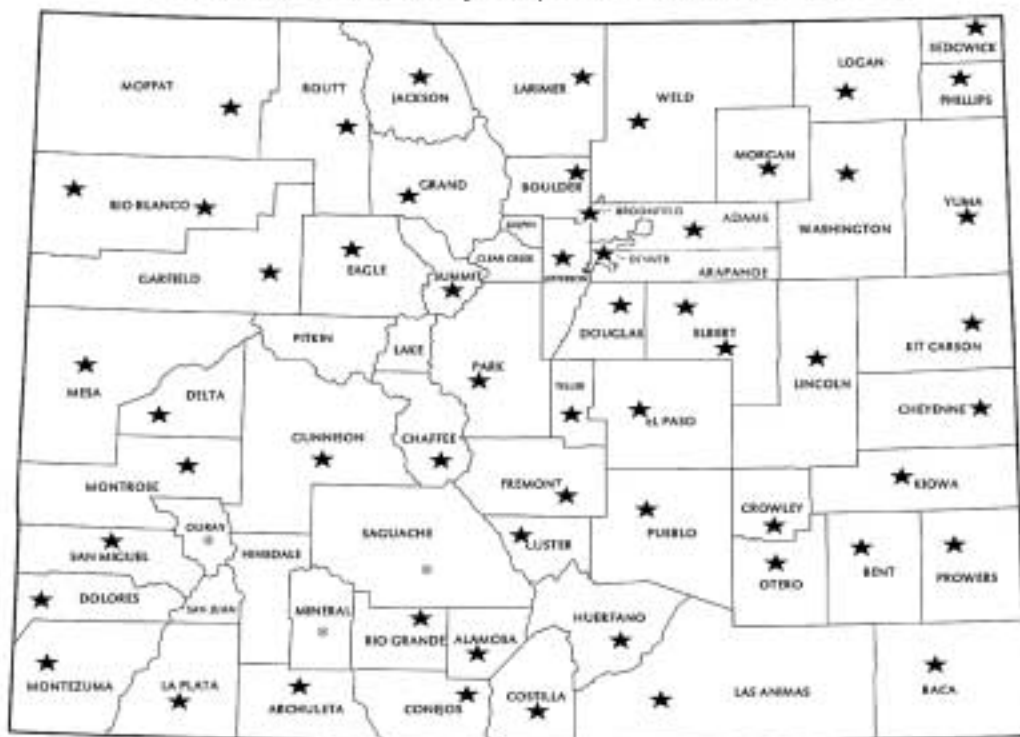 SEDGWICK
LOGAN
MOFFAT
ROUTT
JACKSON
LARIMER
WELD
PHILLIPS
MORGAN
GRAND
BOULDER
RIO BLANCO
YUMA
BROOMFIELD
ADAMS
WASHINGTON
GILPIN
CLEAR CREEK
DENVER
EAGLE
GARFIELD
SUMMIT
JEFFERSON
ARAPAHOE
PITKIN
DOUGLAS
ELBERT
LAKE
KIT CARSON
PARK
MESA
DELTA
TELLER
LINCOLN
CHEYENNE
EL PASO
GUNNISON
CHAFFEE
MONTROSE
FREMONT
KIOWA
CROWLEY
OURAY
SAGUACHE
PUEBLO
SAN MIGUEL
HINSDALE
CUSTER
BENT
PROWERS
OTERO
DOLORES
SAN JUAN
MINERAL
HUERFANO
RIO GRANDE
ALAMOSA
MONTEZUMA
LA PLATA
COSTILLA
LAS ANIMAS
BACA
ARCHULETA
CONEJOS